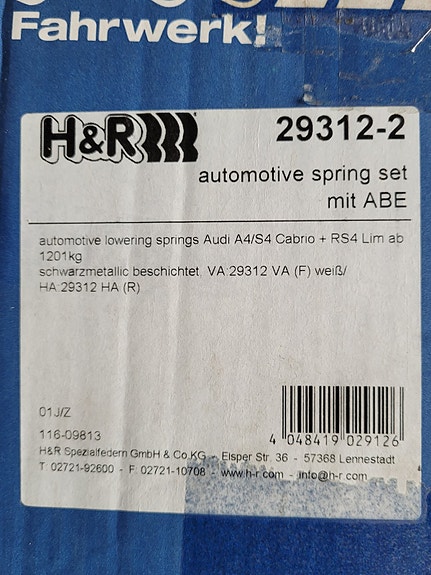 Fahrwerk!
H&R
29312-2
automotive spring set
mit ABE
automotive lowering springs Audi A4/S4 Cabrio + RS4 Lim ab
1201kg
schwarzmetallic beschichtet, VA:29312 VA (F) weiß/
HA:29312 HA (R)
01J/Z
116-09813
4 048419 029126
H&R Spezialfedern GmbH & Co.KG - Elsper Str. 36 - 57368 Lennestadt
T: 02721-92600 - F: 02721-10708 - www.h-r.com - info@h-r.com